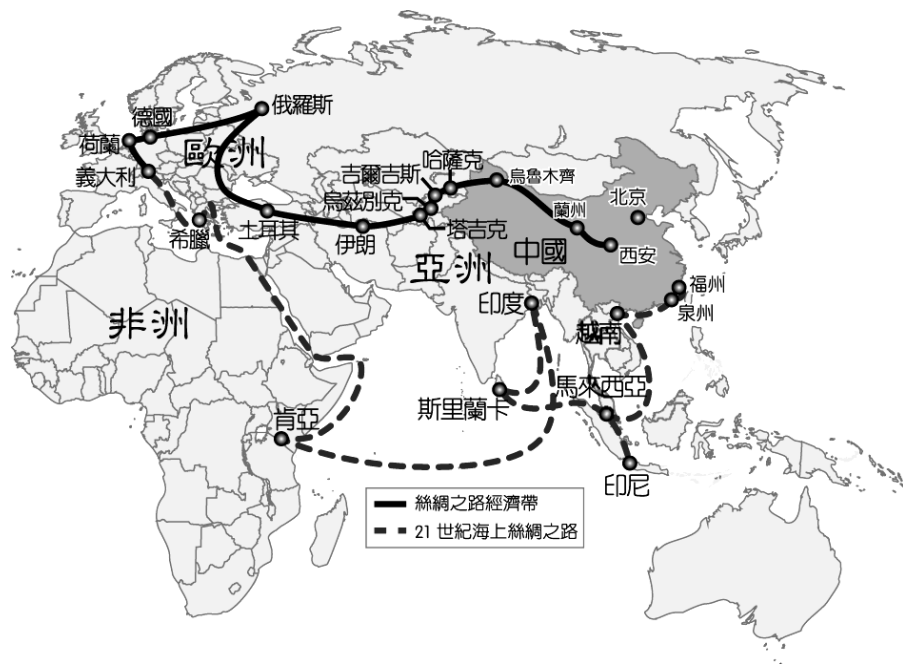 俄羅斯
德國
荷蘭
歐洲
義大利
哈薩克
吉爾吉斯
烏魯木齊
烏茲別克
北京
蘭州
希臘
土耳其
伊朗
塔吉克
中國
西安
亞洲
福州
泉州
印度
非洲
越南
馬來西亞
斯里蘭卡
肯亞
印尼
絲綢之路經濟帶
21 世紀海上絲綢之路